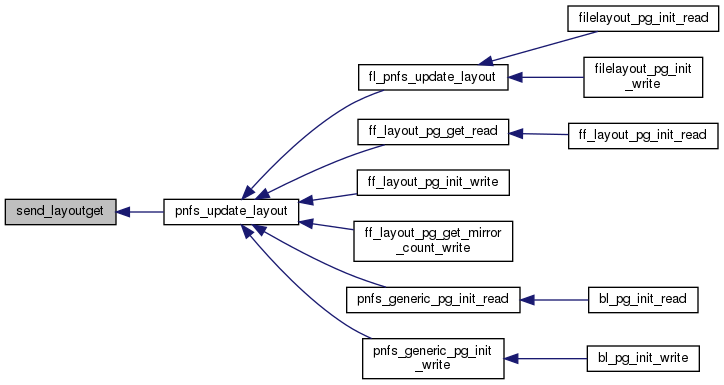 send_layoutget
pnfs_update_layout
fl_pnfs_update_layout
filelayout_pg_init_read
filelayout_pg_init
_write
ff_layout_pg_get_read
ff_layout_pg_init_read
ff_layout_pg_init_write
ff_layout_pg_get_mirror
_count_write
pnfs_generic_pg_init_read
bl_pg_init_read
pnfs_generic_pg_init
_write
bl_pg_init_write